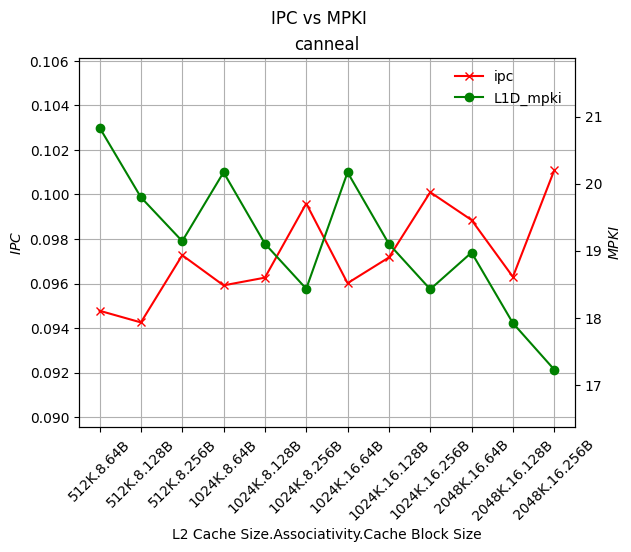 IPC vs MPKI
canneal
ipc
L1D_mpki
0.106
0.104
0.102
0.100
0.098
0.096
0.094
0.092
0.090
IPC
21
20
19
18
17
MPKI
512K.8.64B
512K.8.128B
512K.8.256B
1024K.8.64B
1024K.8.128B
1024K.8.256B
1024K.16.64B
1024K.16.128B
1024K.16.256B
2048K.16.64B
2048K.16.128B
2048K.16.256B
L2 Cache Size.Associativity.Cache Block Size